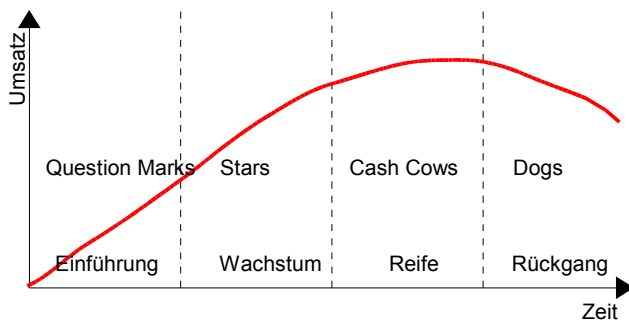 Umsatz
Question Marks Stars Cash Cows Dogs
Einführung Wachstum Reife Rückgang
Zeit